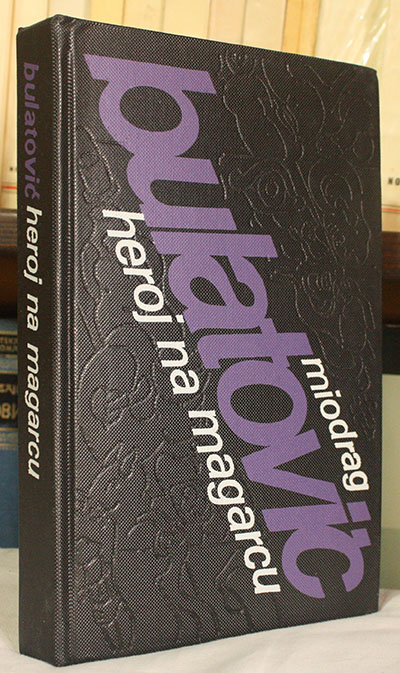 bulatović heroj na magarcu
miodrag
bulatović
heroj na magarcu